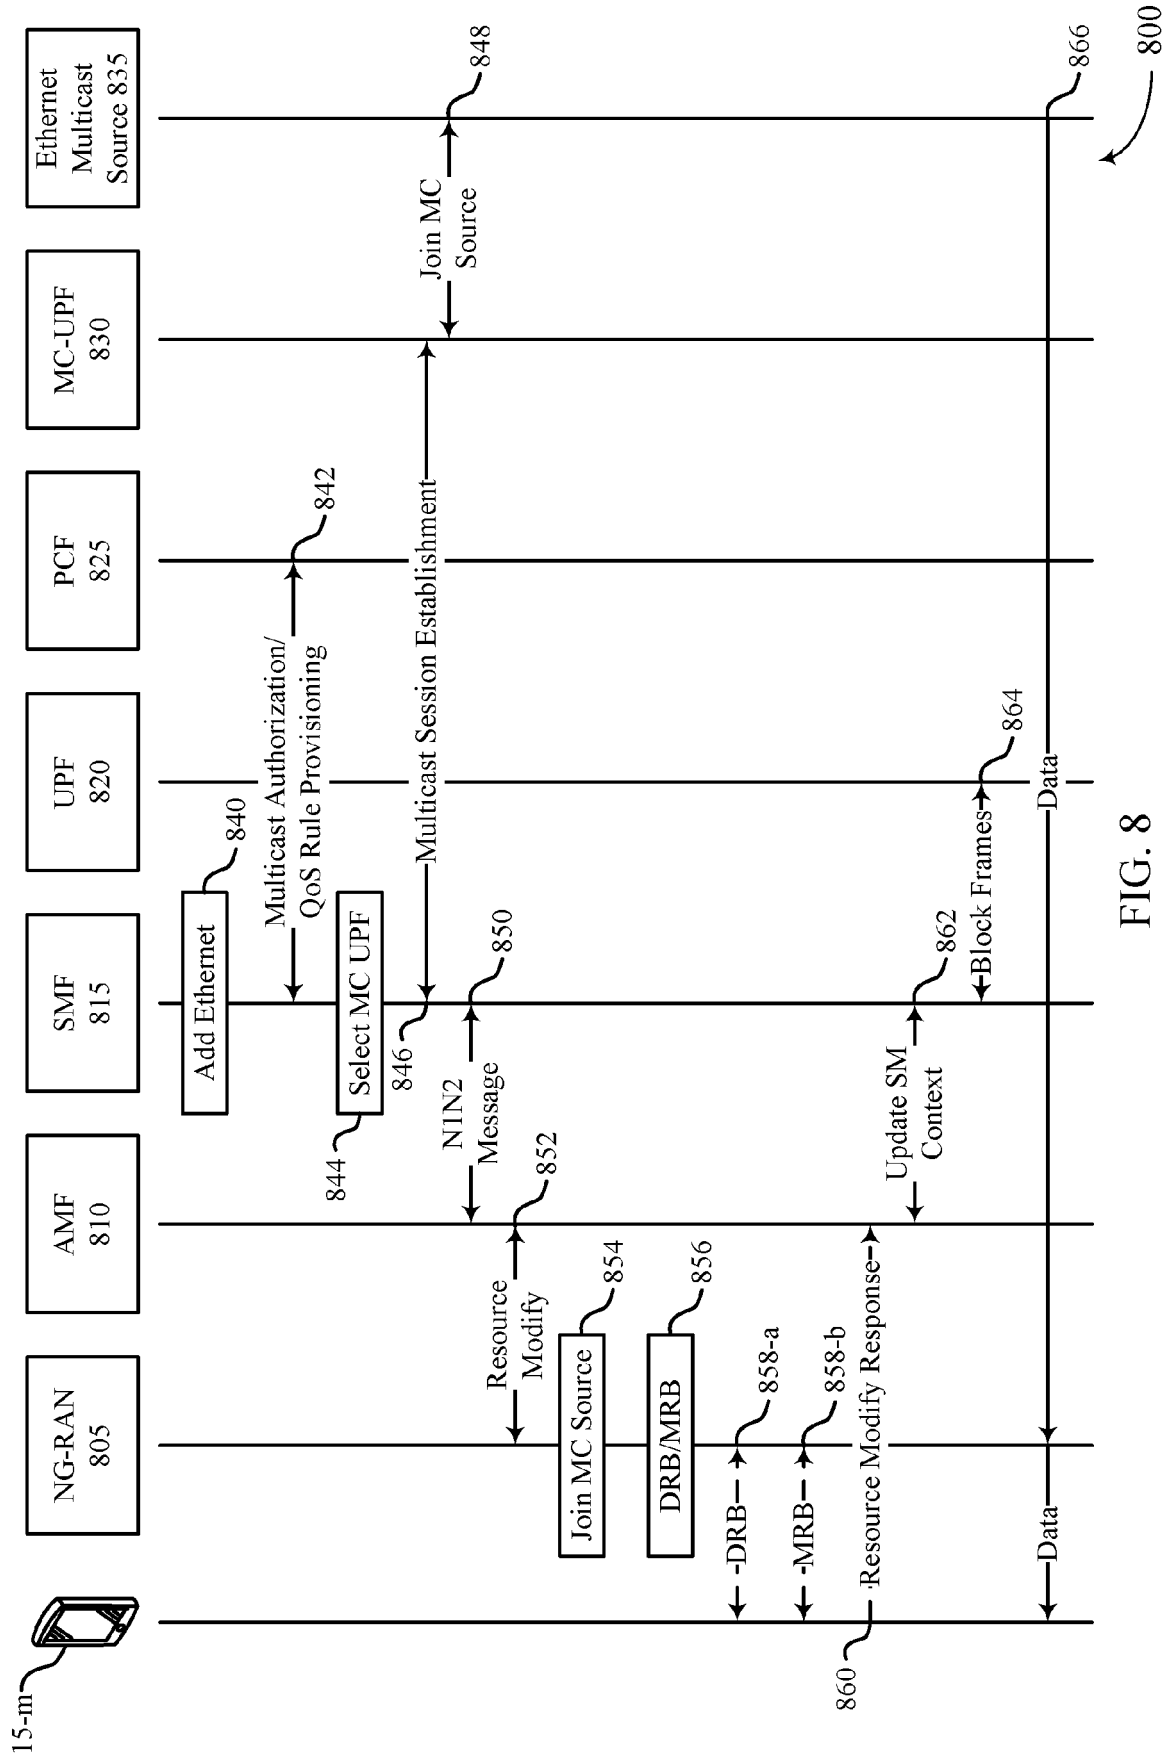 15-m
NG-RAN
805
AMF
810
SMF
815
UPF
820
PCF
825
MC-UPF
830
Ethernet
Multicast
Source 835
Add Ethernet
840
Multicast Authorization/
QoS Rule Provisioning
842
Select MC UPF
844
Multicast Session Establishment
846
Join MC
Source
848
N1N2
Message
850
Resource
Modify
852
Join MC Source
854
DRB/MRB
856
DRB
858-a
MRB
858-b
Resource Modify Response
860
Update SM
Context
862
Block Frames
864
Data
Data
866
800
FIG. 8